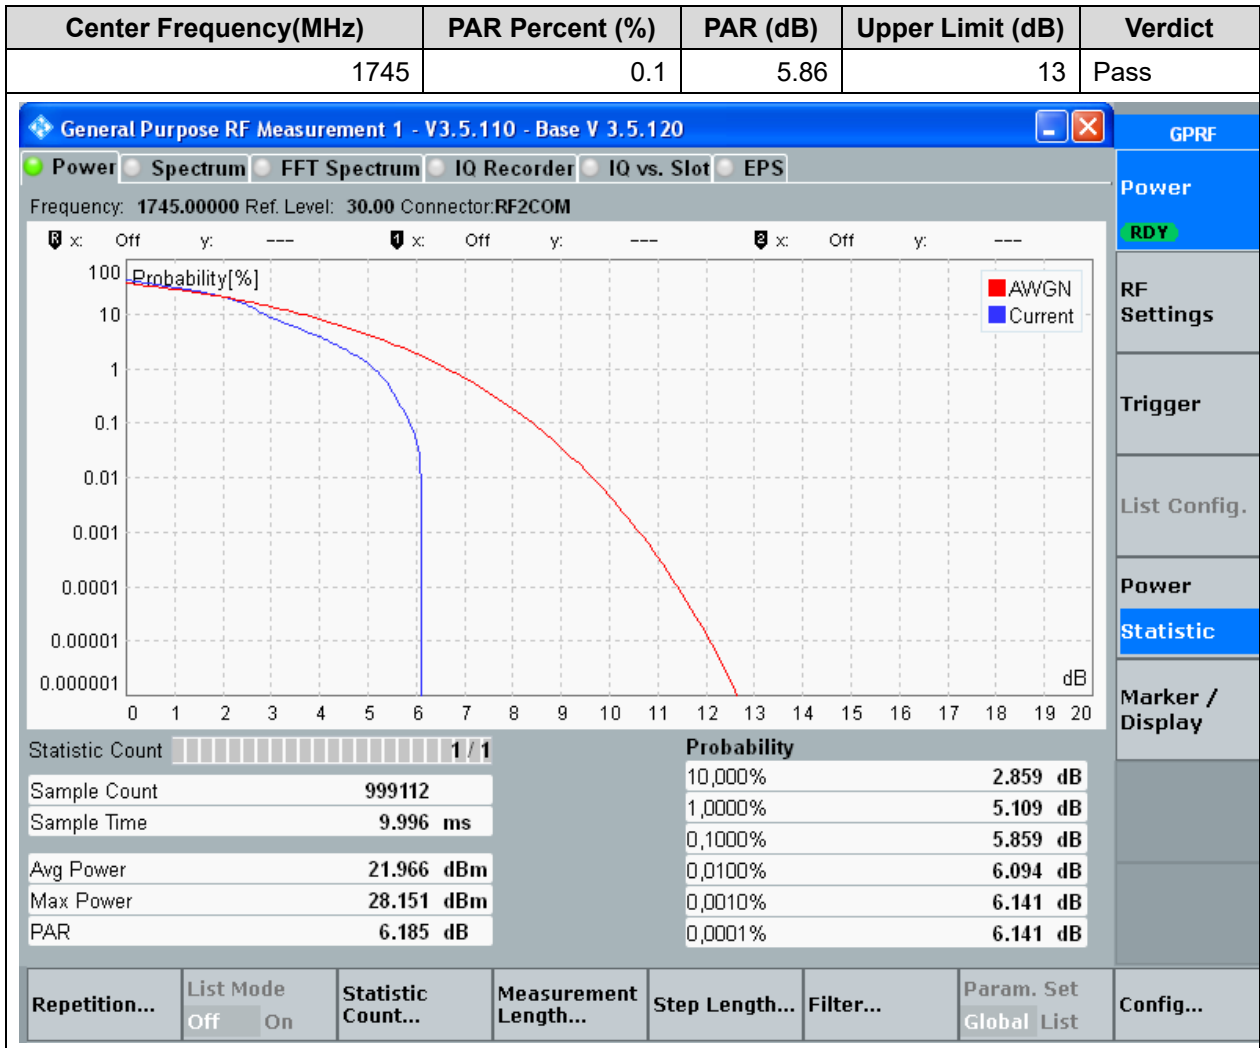 Center Frequency(MHz) PAR Percent (%) PAR (dB) Upper Limit (dB) Verdict
1745 0.1 5.86 13 Pass
General Purpose RF Measurement 1 - V3.5.110 - Base V 3.5.120
GPRF
Power Spectrum FFT Spectrum IQ Recorder IQ vs. Slot EPS
Frequency: 1745.00000 Ref. Level: 30.00 Connector:RF2COM
R x: Off y: --- 1 x: Off y: --- 2 x: Off y: ---
Probability[%]
AWGN
Current
100
10
1
0.1
0.01
0.001
0.0001
0.00001
0.000001
dB
0 1 2 3 4 5 6 7 8 9 10 11 12 13 14 15 16 17 18 19 20
Power
RDY
RF
Settings
Trigger
List Config.
Power
Statistic
Marker /
Display
Statistic Count 1 / 1
Sample Count 999112
Sample Time 9.996 ms
Avg Power 21.966 dBm
Max Power 28.151 dBm
PAR 6.185 dB
Probability
10,000% 2.859 dB
1,0000% 5.109 dB
0,1000% 5.859 dB
0,0100% 6.094 dB
0,0010% 6.141 dB
0,0001% 6.141 dB
Repetition...
List Mode
Off On
Statistic
Count...
Measurement
Length...
Step Length...
Filter...
Param. Set
Global List
Config...